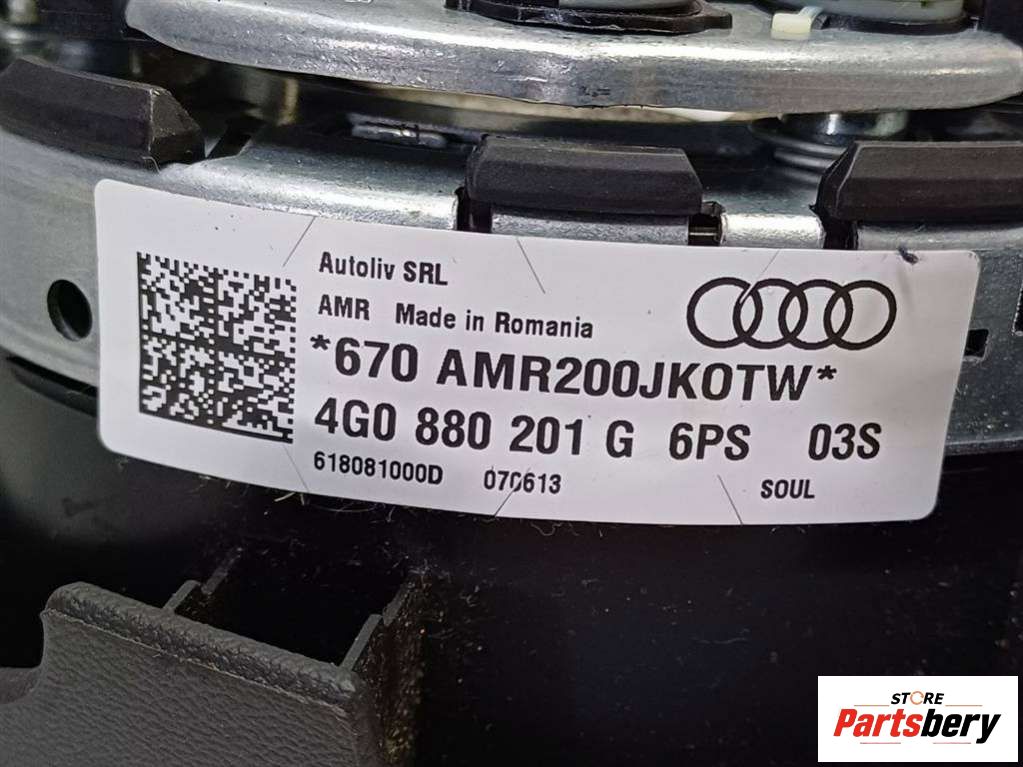 Autoliv SRL
AMR Made in Romania
*670 AMR200JK0TW*
4G0 880 201 G 6PS 03S
618081000D 070613
SOUL
STORE
Partsbery